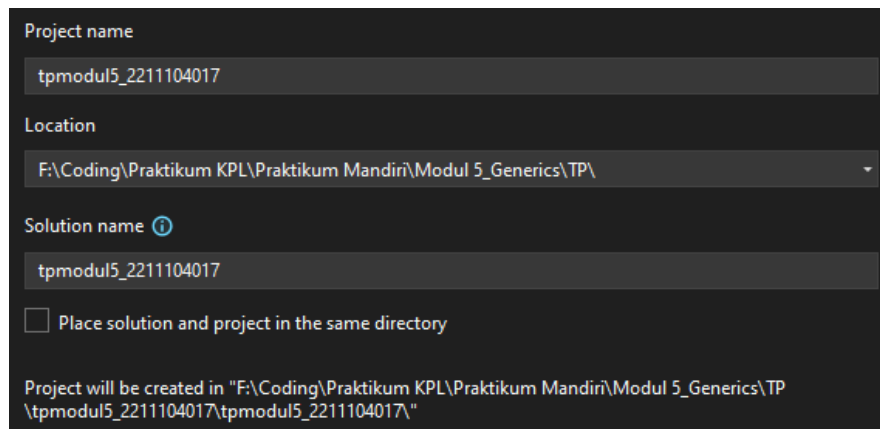 Project name
tpmodul5_2211104017
Location
F:\Coding\Praktikum KPL\Praktikum Mandiri\Modul 5_Generics\TP\
Solution name
tpmodul5_2211104017
Place solution and project in the same directory
Project will be created in "F:\Coding\Praktikum KPL\Praktikum Mandiri\Modul 5_Generics\TP
\tpmodul5_2211104017\tpmodul5_2211104017\"